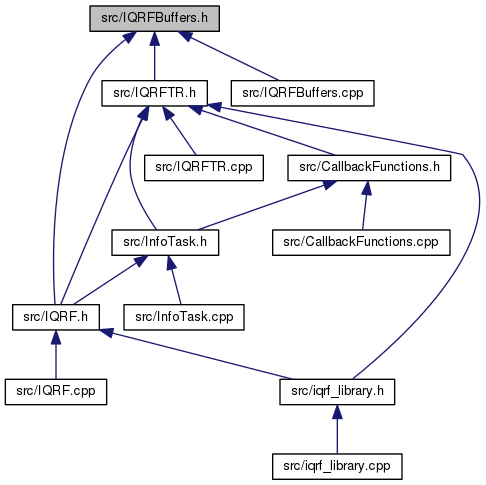 src/IQRFBuffers.h
src/IQRFTR.h
src/IQRFBuffers.cpp
src/IQRFTR.cpp
src/CallbackFunctions.h
src/InfoTask.h
src/CallbackFunctions.cpp
src/IQRF.h
src/InfoTask.cpp
src/IQRF.cpp
src/iqrf_library.h
src/iqrf_library.cpp